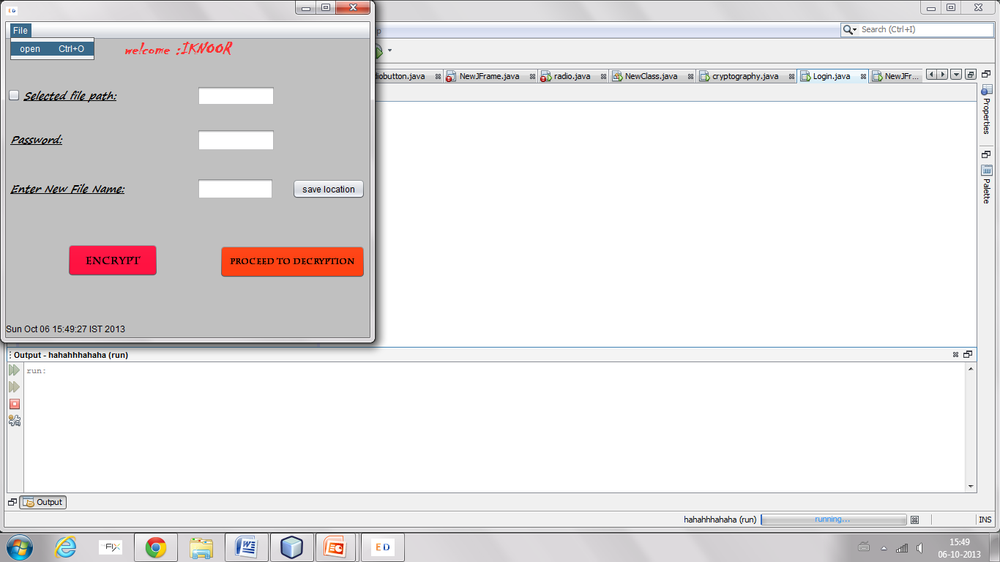 ED
File
open Ctrl+O
welcome :IKNOOR
Selected file path:
Password:
Enter New File Name:
save location
ENCRYPT
PROCEED TO DECRYPTION
Sun Oct 06 15:49:27 IST 2013
Search (Ctrl+I)
diobutton.java
NewJFrame.java
radio.java
NewClass.java
cryptography.java
Login.java
NewJFr...
Properties
Palette
Output - hahahhhahaha (run)
run:
Output
hahahhhahaha (run)
running...
INS
FIX
ED
15:49
06-10-2013